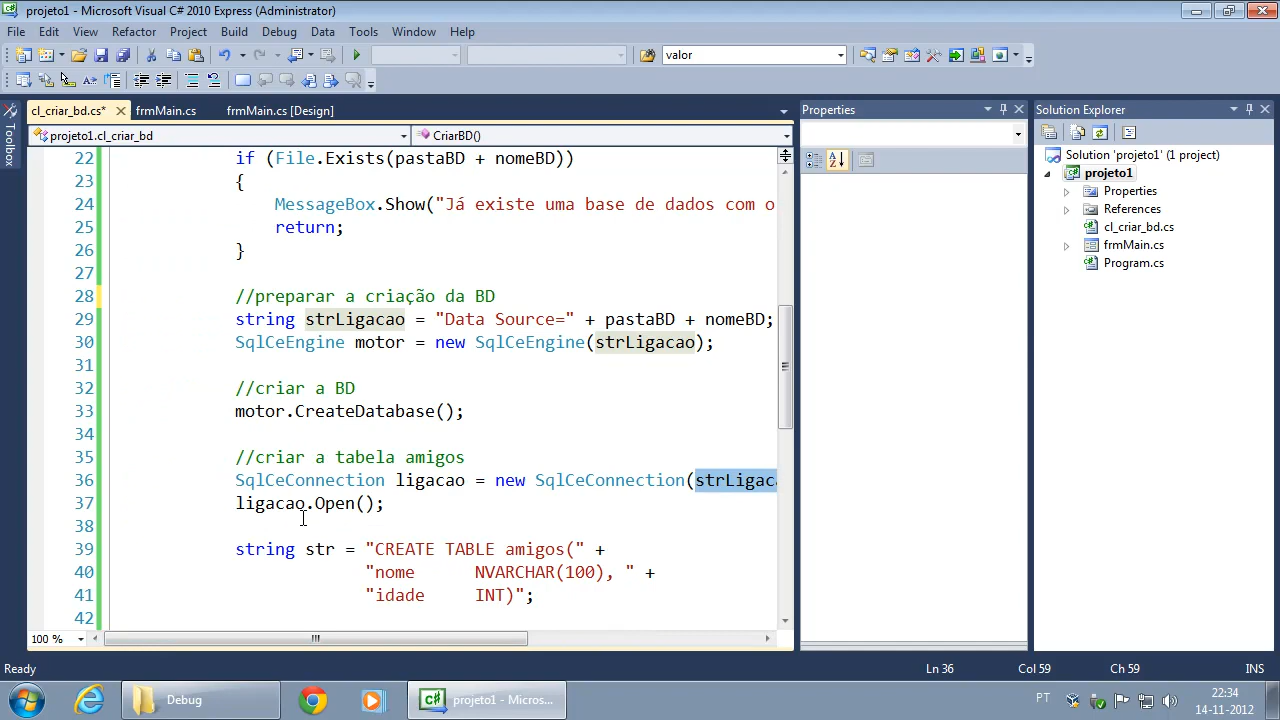 projeto1 - Microsoft Visual C# 2010 Express (Administrator)
File Edit View Refactor Project Build Debug Data Tools Window Help
valor
cl_criar_bd.cs* frmMain.cs frmMain.cs [Design]
Properties
Solution Explorer
Toolbox
projeto1.cl_criar_bd
CriarBD()
22 if (File.Exists(pastaBD + nomeBD))
23 {
24 MessageBox.Show("Já existe uma base de dados com o
25 return;
26 }
27
28 //preparar a criação da BD
29 string strLigacao = "Data Source=" + pastaBD + nomeBD;
30 SqlCeEngine motor = new SqlCeEngine(strLigacao);
31
32 //criar a BD
33 motor.CreateDatabase();
34
35 //criar a tabela amigos
36 SqlCeConnection ligacao = new SqlCeConnection(strLigaca
37 ligacao.Open();
38
39 string str = "CREATE TABLE amigos(" +
40 "nome NVARCHAR(100), " +
41 "idade INT)";
42
100 %
Solution 'projeto1' (1 project)
projeto1
Properties
References
cl_criar_bd.cs
frmMain.cs
Program.cs
Ready
Ln 36 Col 59 Ch 59 INS
Debug
projeto1 - Micros...
PT
22:34
14-11-2012